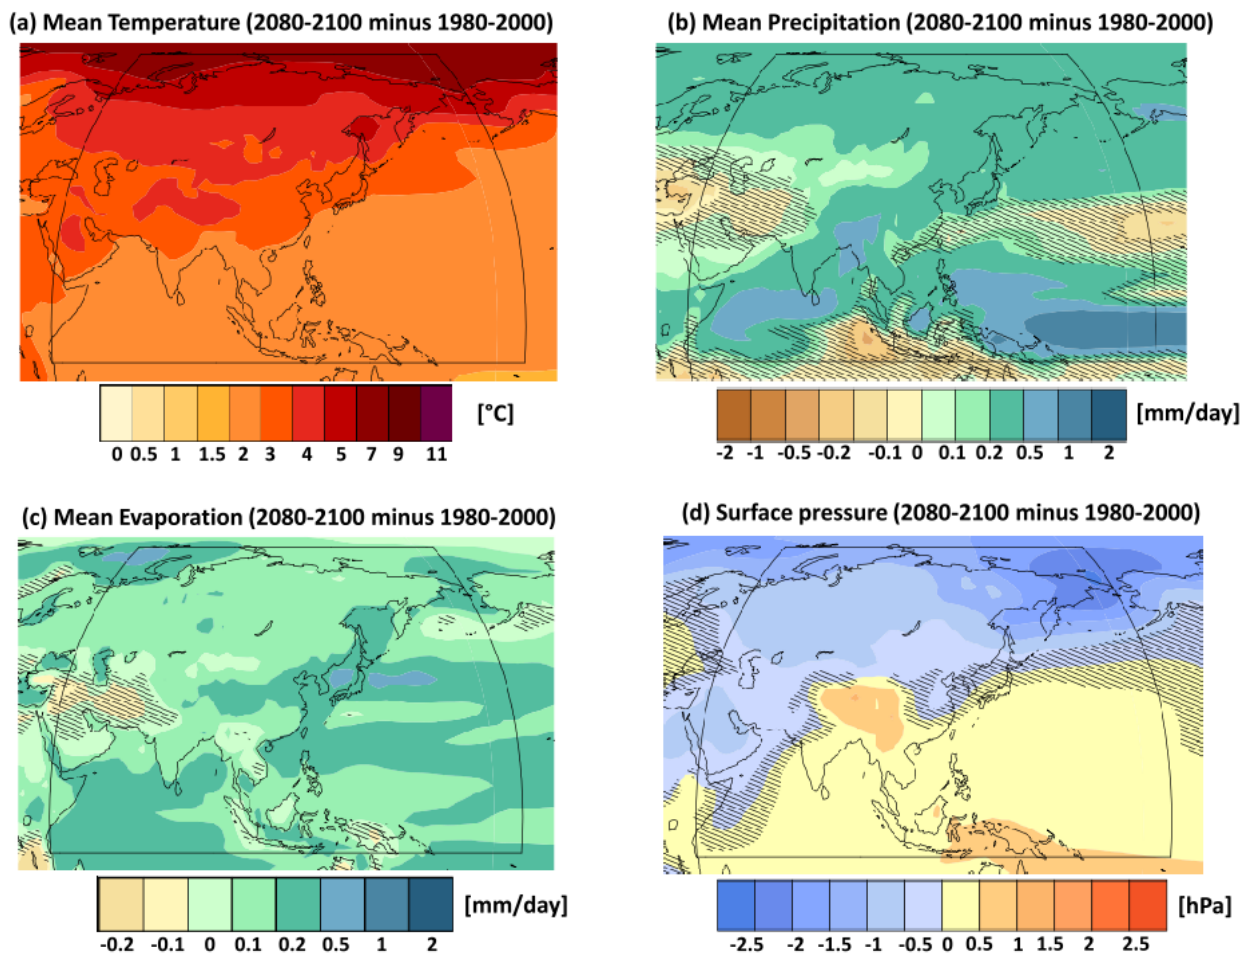 (a) Mean Temperature (2080-2100 minus 1980-2000)
(b) Mean Precipitation (2080-2100 minus 1980-2000)
[°C]
0 0.5 1 1.5 2 3 4 5 7 9 11
[mm/day]
-2 -1 -0.5 -0.2 -0.1 0 0.1 0.2 0.5 1 2
(c) Mean Evaporation (2080-2100 minus 1980-2000)
(d) Surface pressure (2080-2100 minus 1980-2000)
[mm/day]
-0.2 -0.1 0 0.1 0.2 0.5 1 2
[hPa]
-2.5 -2 -1.5 -1 -0.5 0 0.5 1 1.5 2 2.5